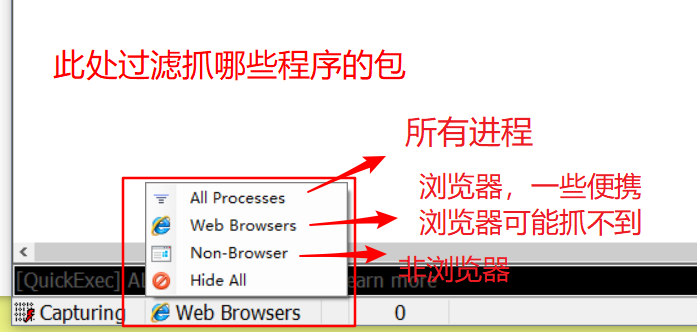 此处过滤抓哪些程序的包
所有进程
All Processes
浏览器，一些便携
Web Browsers
浏览器可能抓不到
Non-Browser
非浏览器
Hide All
[QuickExec] Al
earn more
Capturing
Web Browsers
0